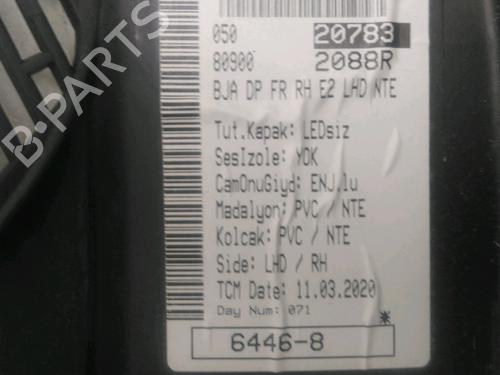 050 20783
80900 2088R
BJA DP FR RH E2 LHD NTE
Tut.Kapak: LEDsiz
SesIzole: YOK
CamOnuGiyd: ENJ.lu
Madalyon: PVC / NTE
Kolcak: PVC / NTE
Side: LHD / RH
TCM Date: 11.03.2020
Day Num: 071
6446-8 *
B-PARTS